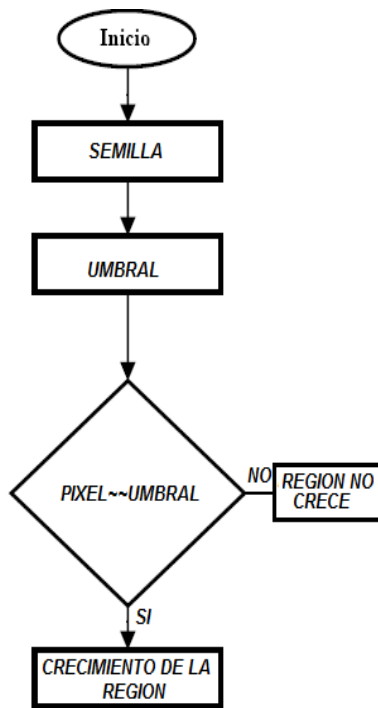 Inicio
SEMILLA
UMBRAL
PIXEL~~UMBRAL
NO
REGION NO
CRECE
SI
CRECIMIENTO DE LA
REGION